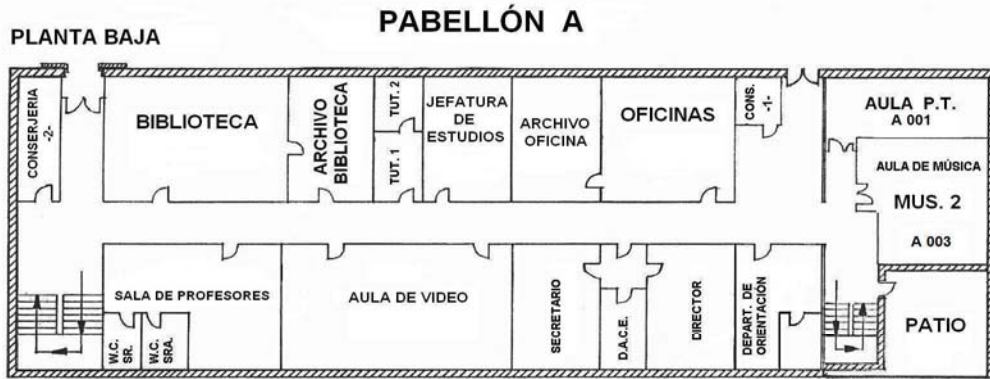 PABELLÓN A
PLANTA BAJA
CONSERJERIA
-2-
BIBLIOTECA
ARCHIVO
BIBLIOTECA
TUT. 2
TUT. 1
JEFATURA
DE
ESTUDIOS
ARCHIVO
OFICINA
OFICINAS
CONS.
-1-
AULA P.T.
A 001
AULA DE MÚSICA
MUS. 2
A 003
SALA DE PROFESORES
W.C.
SR.
W.C.
SRA.
AULA DE VIDEO
SECRETARIO
D.A.C.E.
DIRECTOR
DEPART. DE
ORIENTACIÓN
PATIO